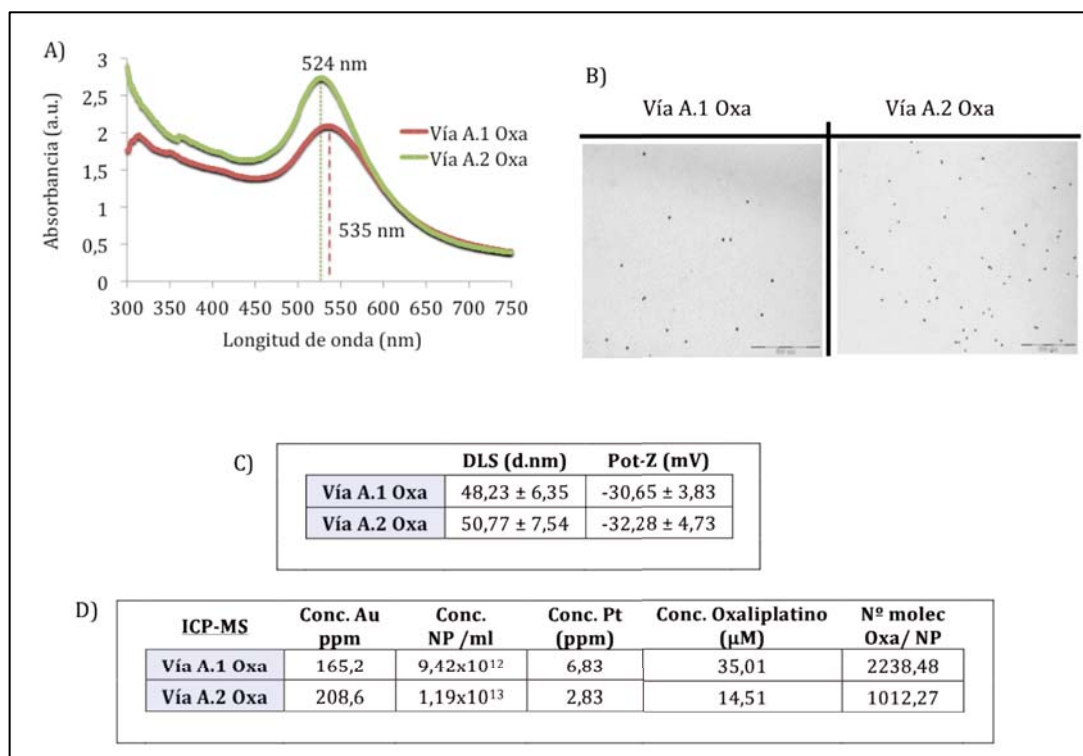 A)
524 nm
3
2,5
2
1,5
1
0,5
0
Absorbancia (a.u.)
Vía A.1 Oxa
Vía A.2 Oxa
535 nm
300 350 400 450 500 550 600 650 700 750
Longitud de onda (nm)
B)
Vía A.1 Oxa Vía A.2 Oxa
C)
DLS (d.nm) Pot-Z (mV)
Vía A.1 Oxa 48,23 ± 6,35 -30,65 ± 3,83
Vía A.2 Oxa 50,77 ± 7,54 -32,28 ± 4,73
D)
ICP-MS Conc. Au ppm Conc. NP /ml Conc. Pt (ppm) Conc. Oxaliplatino (μM) Nº molec Oxa/ NP
Vía A.1 Oxa 165,2 9,42x10¹² 6,83 35,01 2238,48
Vía A.2 Oxa 208,6 1,19x10¹³ 2,83 14,51 1012,27